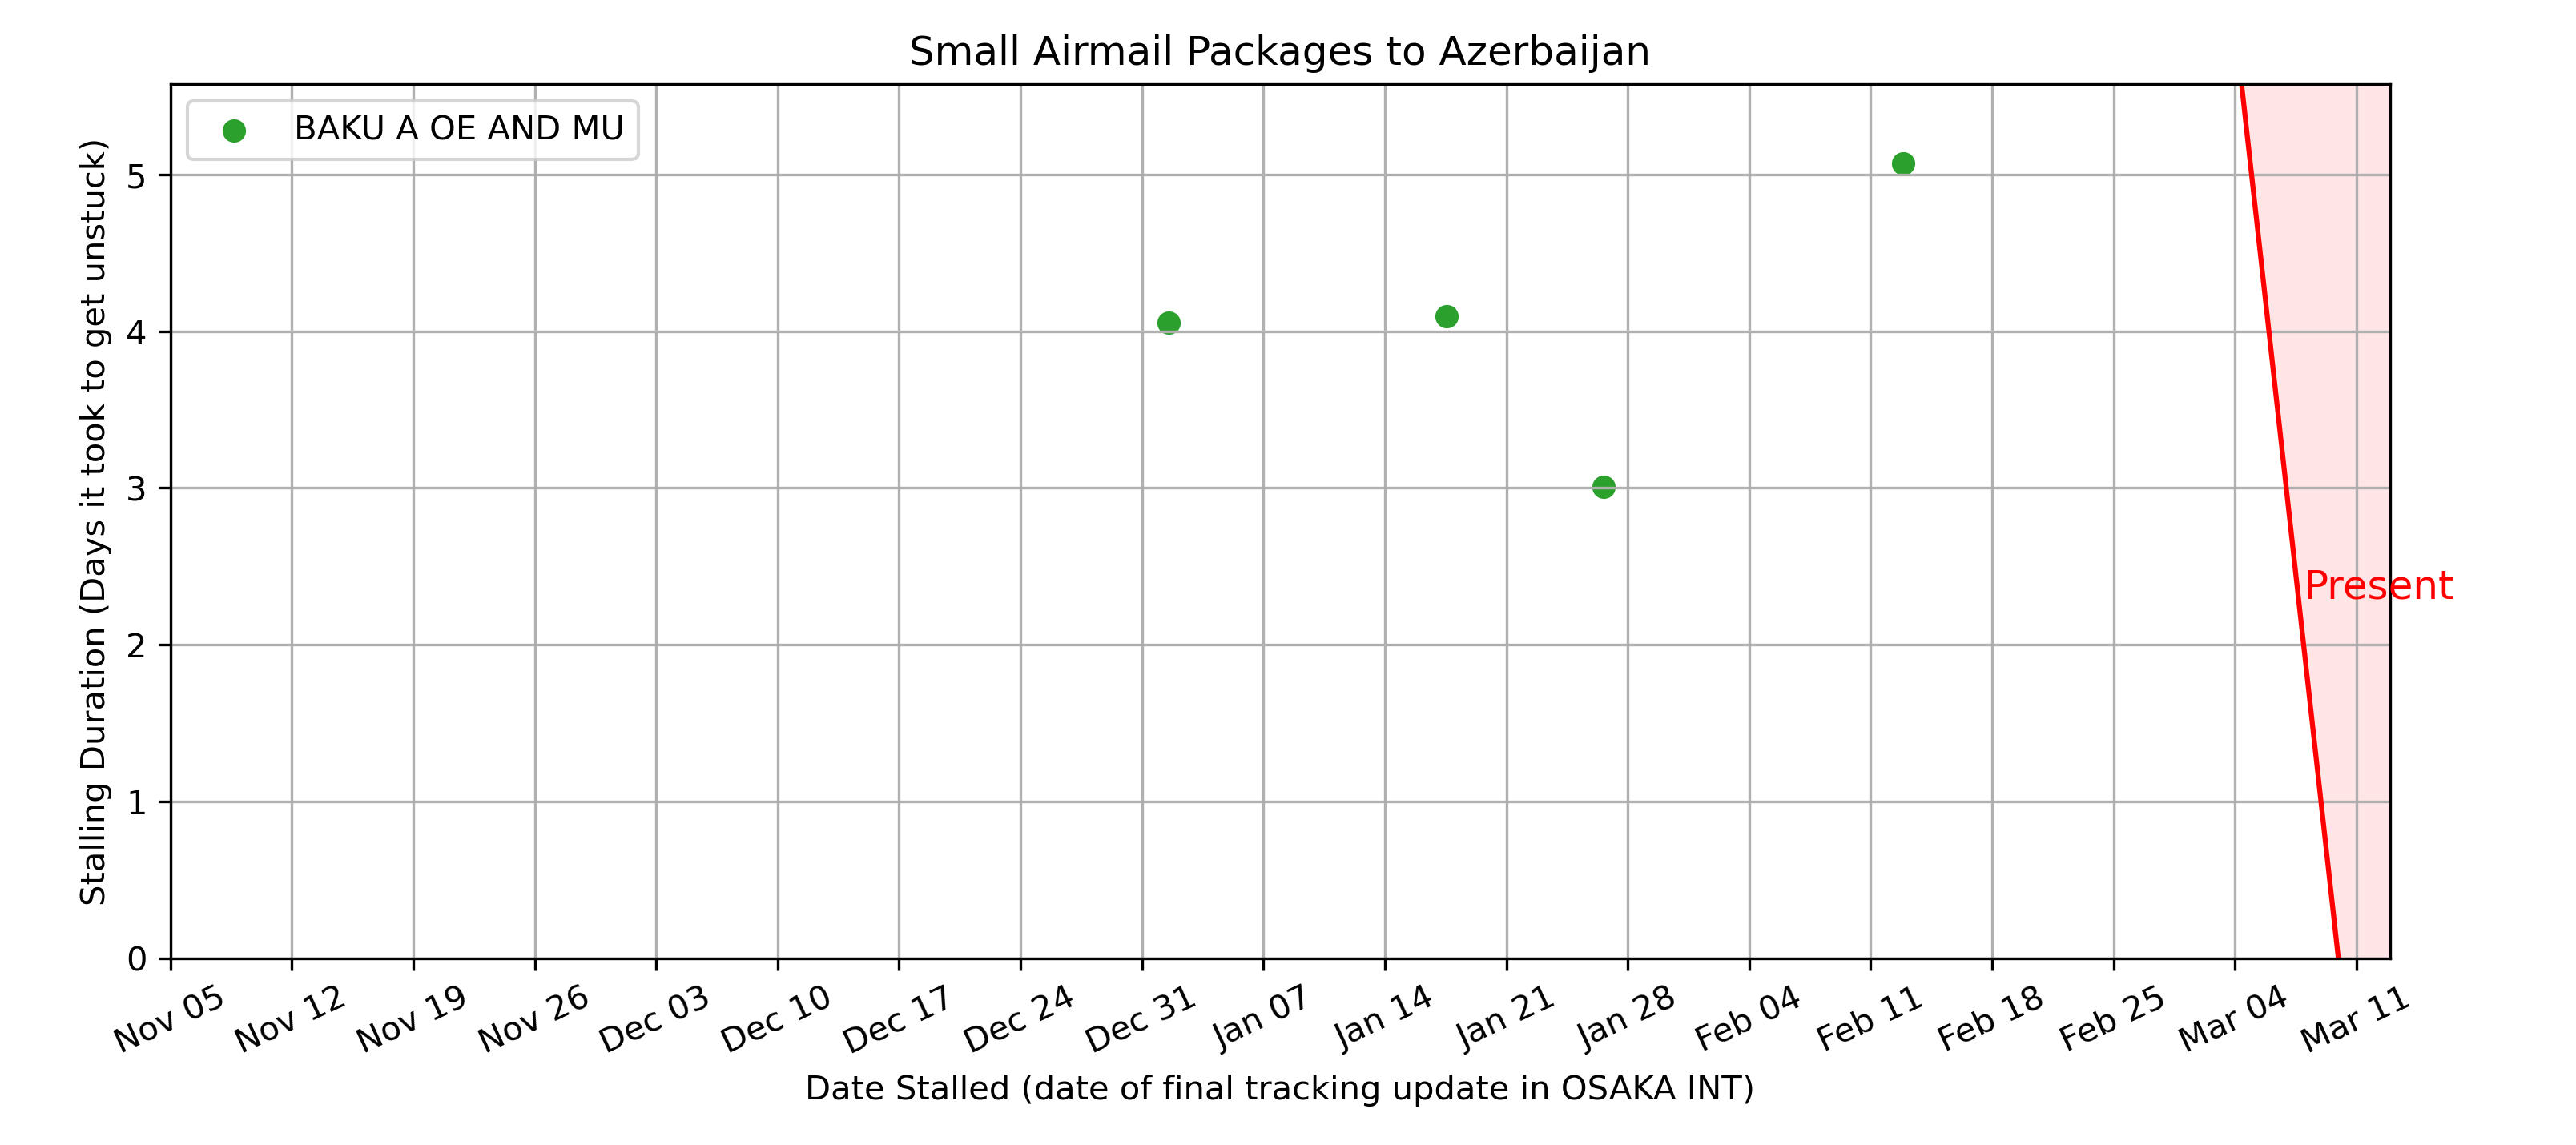 Small Airmail Packages to Azerbaijan
BAKU A OE AND MU
Stalling Duration (Days it took to get unstuck)
5
4
3
2
1
0
Present
Nov 05
Nov 12
Nov 19
Nov 26
Dec 03
Dec 10
Dec 17
Dec 24
Dec 31
Jan 07
Jan 14
Jan 21
Jan 28
Feb 04
Feb 11
Feb 18
Feb 25
Mar 04
Mar 11
Date Stalled (date of final tracking update in OSAKA INT)